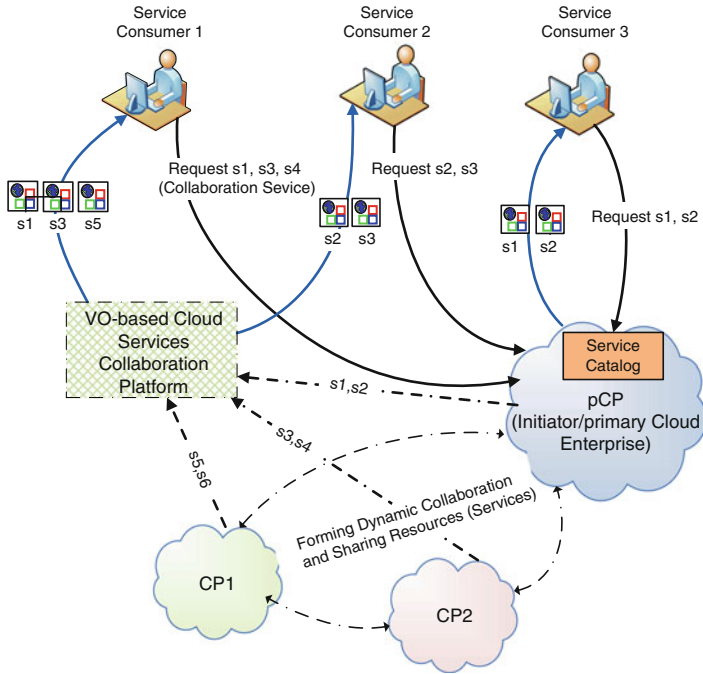 Service
Consumer 1
Service
Consumer 2
Service
Consumer 3
Request s1, s3, s4
(Collaboration Sevice)
Request s2, s3
Request s1, s2
s1 s3 s5
s2 s3
s1 s2
VO-based Cloud
Services
Collaboration
Platform
Service
Catalog
pCP
(Initiator/primary Cloud
Enterprise)
s1,s2
s3,s4
s5,s6
Forming Dynamic Collaboration
and Sharing Resources (Services)
CP1
CP2